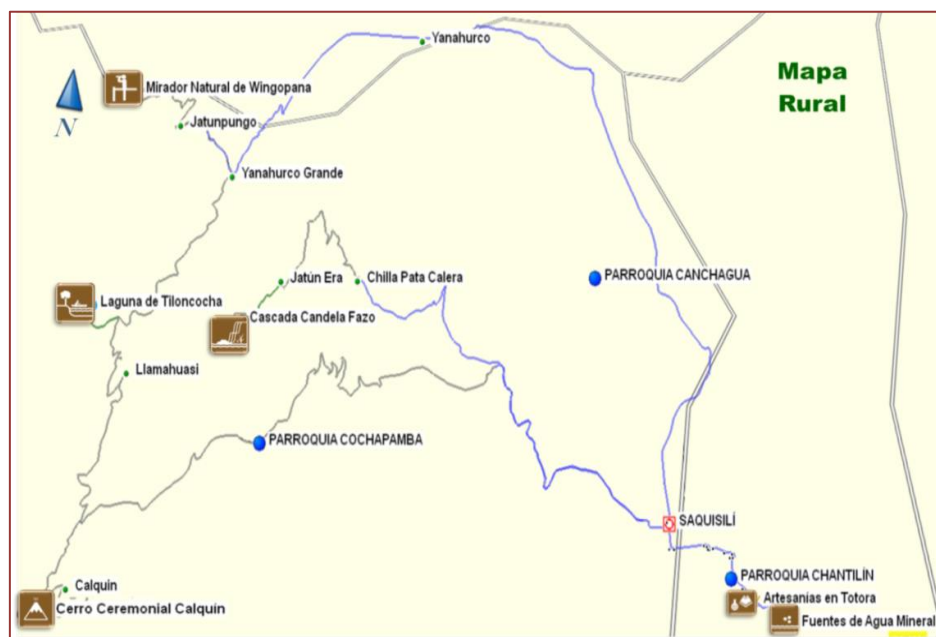 Yanahurco
Mapa
Rural
Mirador Natural de Wingopana
N
Jatunpungo
Yanahurco Grande
Jatún Era
Chilla Pata Calera
PARROQUIA CANCHAGUA
Laguna de Tiloncocha
Cascada Candela Fazo
Llamahuasi
PARROQUIA COCHAPAMBA
SAQUISILÍ
PARROQUIA CHANTILÍN
Calquin
Artesanías en Totora
Cerro Ceremonial Calquín
Fuentes de Agua Mineral